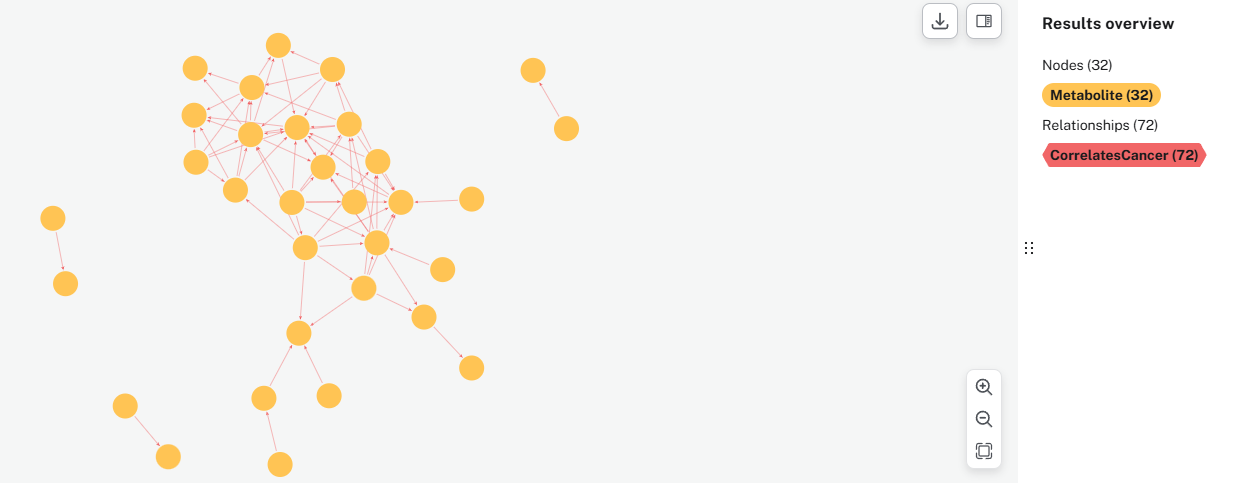 Results overview
Nodes (32)
Metabolite (32)
Relationships (72)
CorrelatesCancer (72)